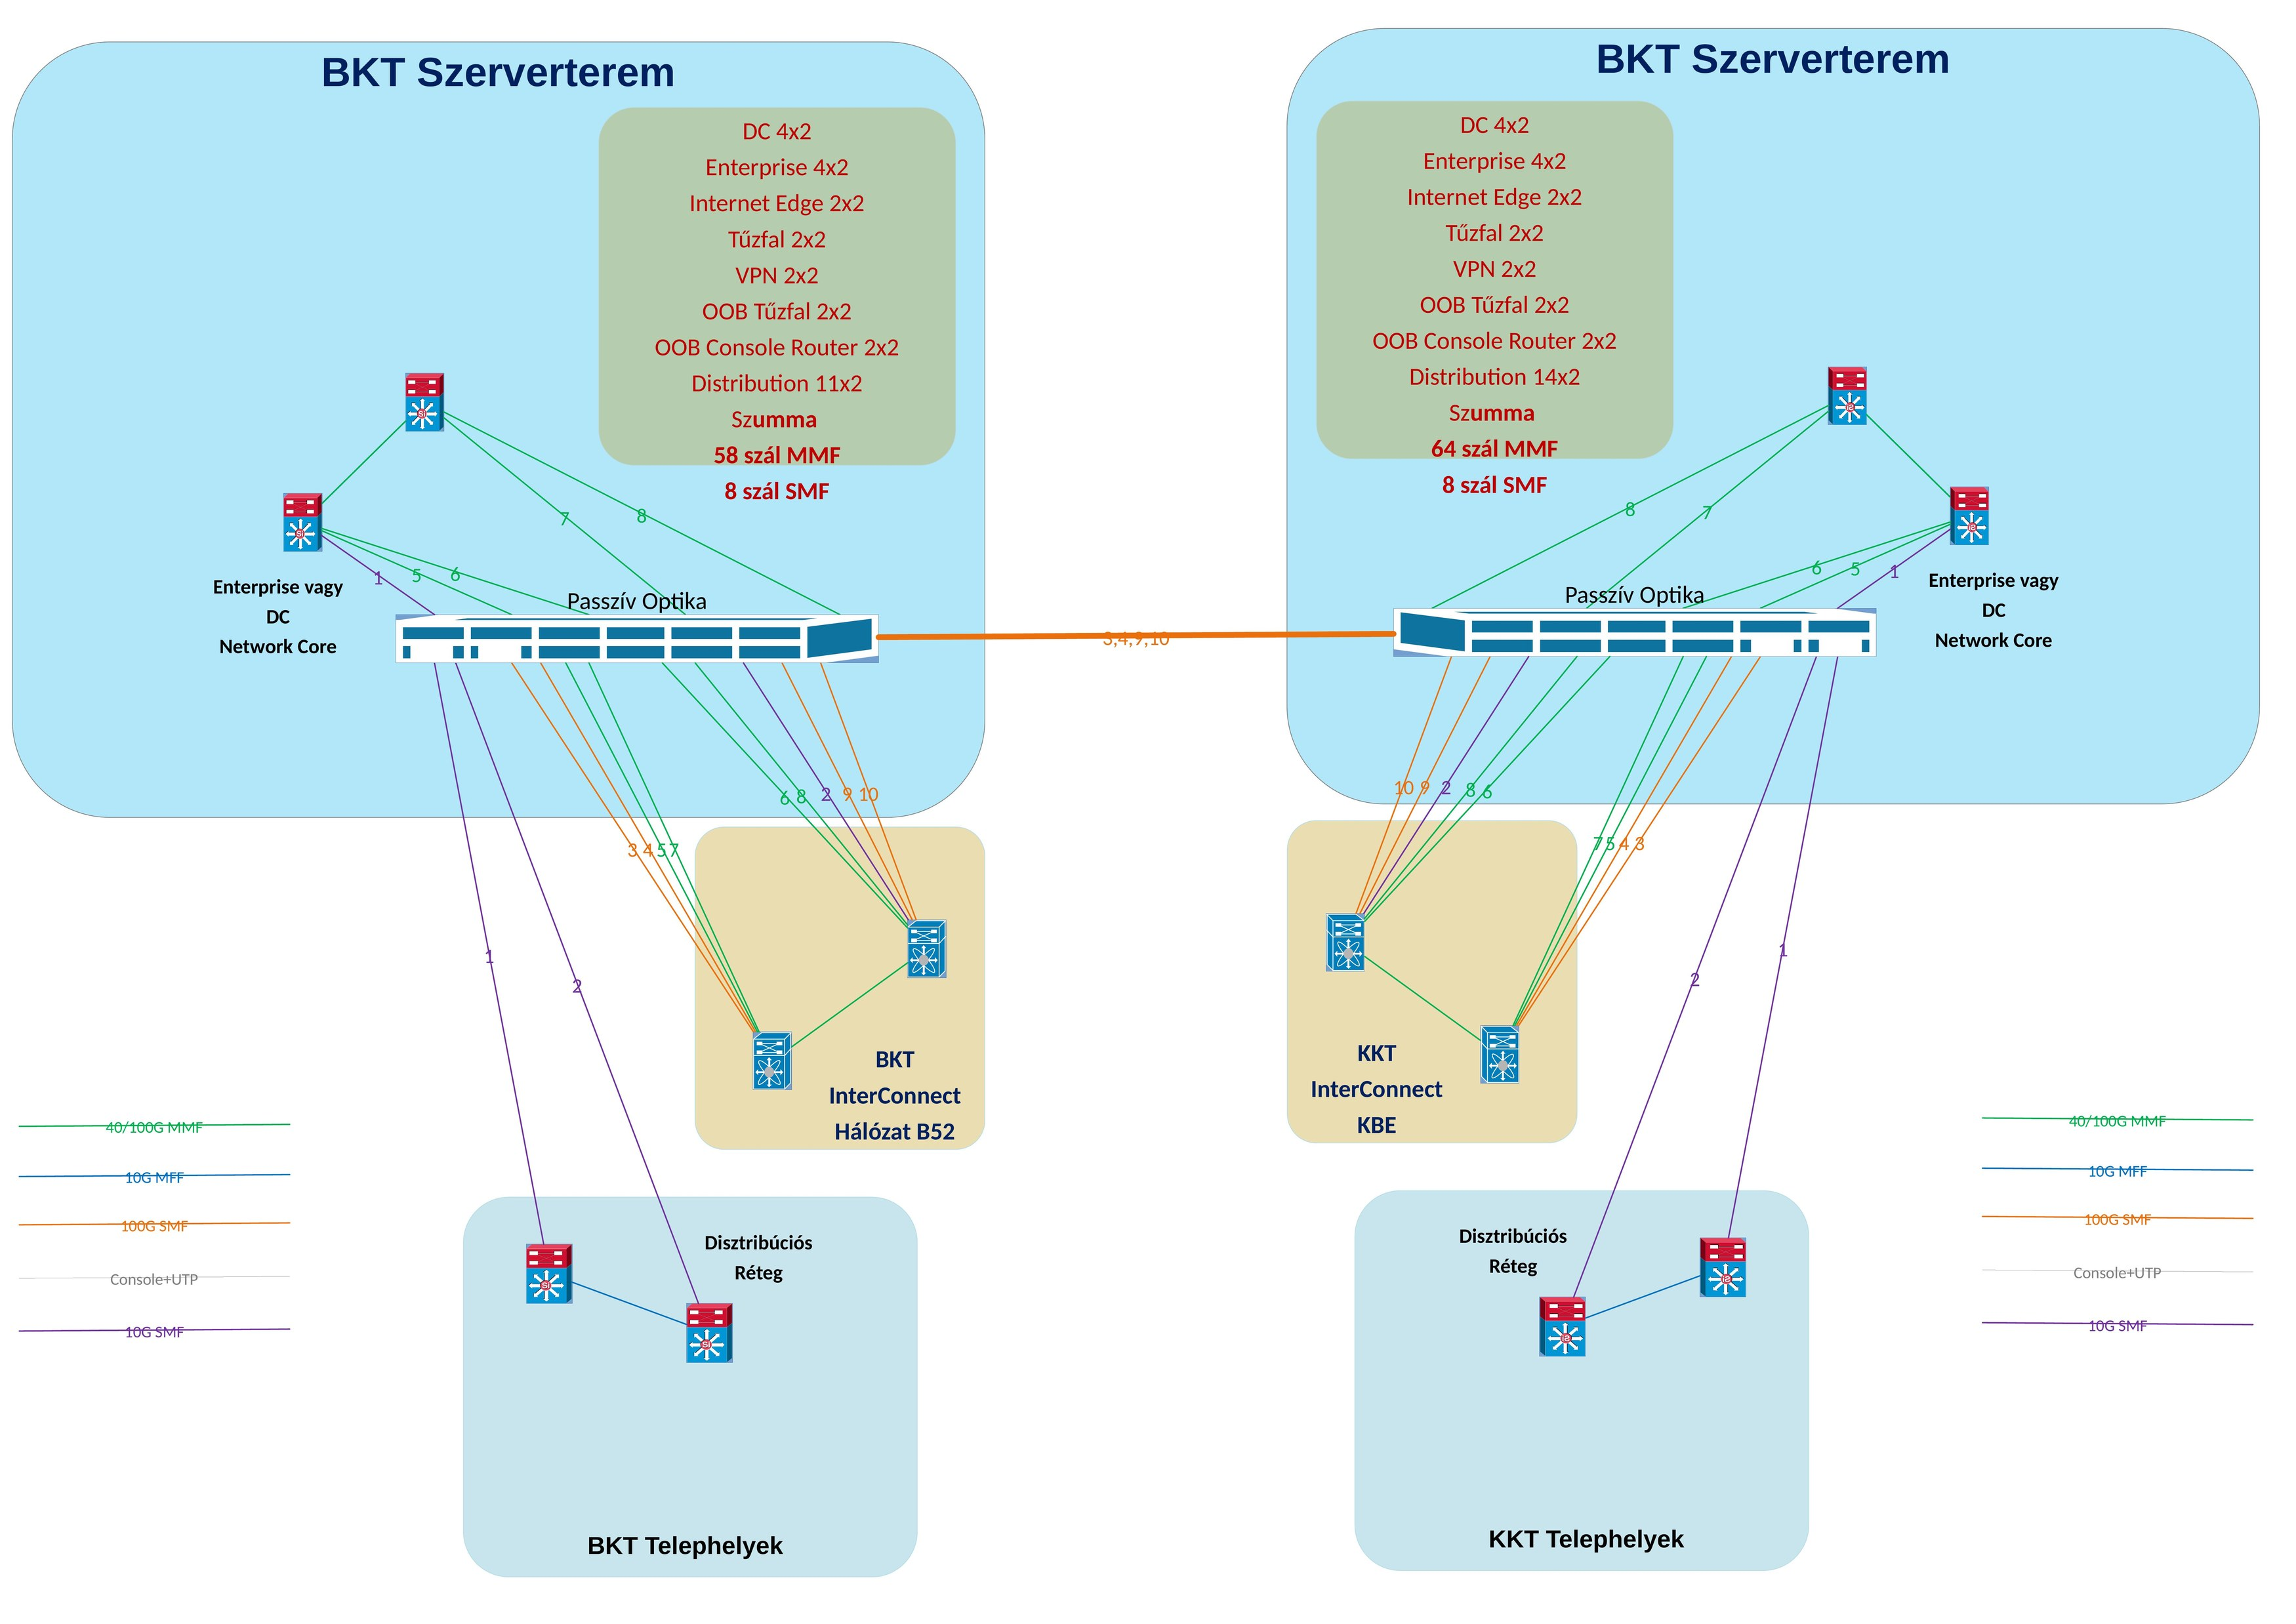 BKT Szerverterem
DC 4x2
Enterprise 4x2
Internet Edge 2x2
Tűzfal 2x2
VPN 2x2
OOB Tűzfal 2x2
OOB Console Router 2x2
Distribution 11x2
Szumma
58 szál MMF
8 szál SMF
7
8
1
5
6
Enterprise vagy
DC
Network Core
Passzív Optika
BKT Szerverterem
DC 4x2
Enterprise 4x2
Internet Edge 2x2
Tűzfal 2x2
VPN 2x2
OOB Tűzfal 2x2
OOB Console Router 2x2
Distribution 14x2
Szumma
64 szál MMF
8 szál SMF
8
7
6
5
1
Passzív Optika
Enterprise vagy
DC
Network Core
3,4,9,10
6 8 2 9 10
3 4 5 7
10 9 2 8 6
7 5 4 3
1
2
2
1
BKT
InterConnect
Hálózat B52
KKT
InterConnect
KBE
40/100G MMF
10G MFF
100G SMF
Console+UTP
10G SMF
40/100G MMF
10G MFF
100G SMF
Console+UTP
10G SMF
Disztribúciós
Réteg
BKT Telephelyek
Disztribúciós
Réteg
KKT Telephelyek